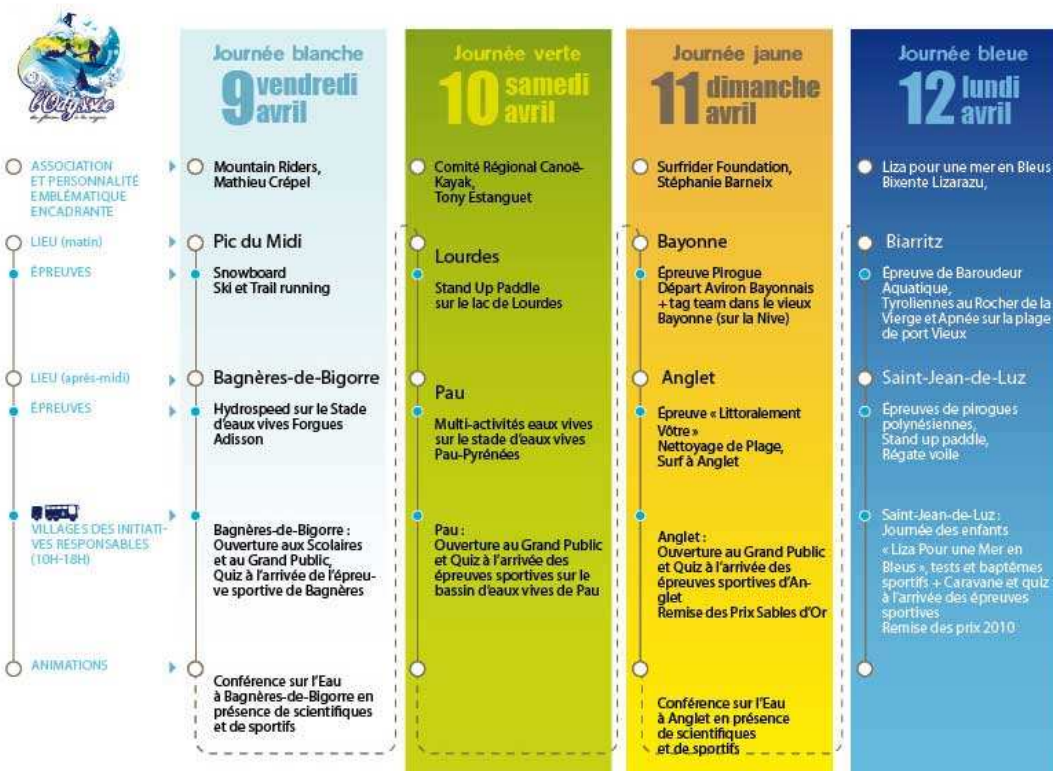 l'Odyssée
Journée blanche
9 vendredi
avril
Journée verte
10 samedi
avril
Journée jaune
11 dimanche
avril
Journée bleue
12 lundi
avril
ASSOCIATION
ET PERSONNALITÉ
EMBLÉMATIQUE
ENCADRANTE
Mountain Riders,
Mathieu Crépel
Comité Régional Canoë-
Kayak,
Tony Estanguet
Surfrider Foundation,
Stéphanie Barneix
Liza pour une mer en Bleus
Bixente Lizarazu,
LIEU (matin)
Pic du Midi
Lourdes
Bayonne
Biarritz
ÉPREUVES
Snowboard
Ski et Trail running
Stand Up Paddle
sur le lac de Lourdes
Épreuve Pirogue
Départ Aviron Bayonnais
+ tag team dans le vieux
Bayonne (sur la Nive)
Épreuve de Baroudeur
Aquatique,
Tyroliennes au Rocher de la
Vierge et Apnée sur la plage
de port Vieux
LIEU (après-midi)
Bagnères-de-Bigorre
Pau
Anglet
Saint-Jean-de-Luz
ÉPREUVES
Hydrospeed sur le Stade
d'eaux vives Forgues
Adisson
Multi-activités eaux vives
sur le stade d'eaux vives
Pau-Pyrénées
Épreuve « Littoralement
Vôtre »
Nettoyage de Plage,
Surf à Anglet
Épreuves de pirogues
polynésiennes,
Stand up paddle,
Régate voile
VILLAGES DES INITIATI-
VES RESPONSABLES
(10H-18H)
Bagnères-de-Bigorre :
Ouverture aux Scolaires
et au Grand Public,
Quiz à l'arrivée de l'épreu-
ve sportive de Bagnères
Pau :
Ouverture au Grand Public
et Quiz à l'arrivée des
épreuves sportives sur le
bassin d'eaux vives de Pau
Anglet :
Ouverture au Grand Public
et Quiz à l'arrivée des
épreuves sportives d'An-
glet
Remise des Prix Sables d'Or
Saint-Jean-de-Luz :
Journée des enfants
« Liza Pour une Mer en
Bleus », tests et baptêmes
sportifs + Caravane et quiz
à l'arrivée des épreuves
sportives
Remise des prix 2010
ANIMATIONS
Conférence sur l'Eau
à Bagnères-de-Bigorre en
présence de scientifiques
et de sportifs
Conférence sur l'Eau
à Anglet en présence
de scientifiques
et de sportifs